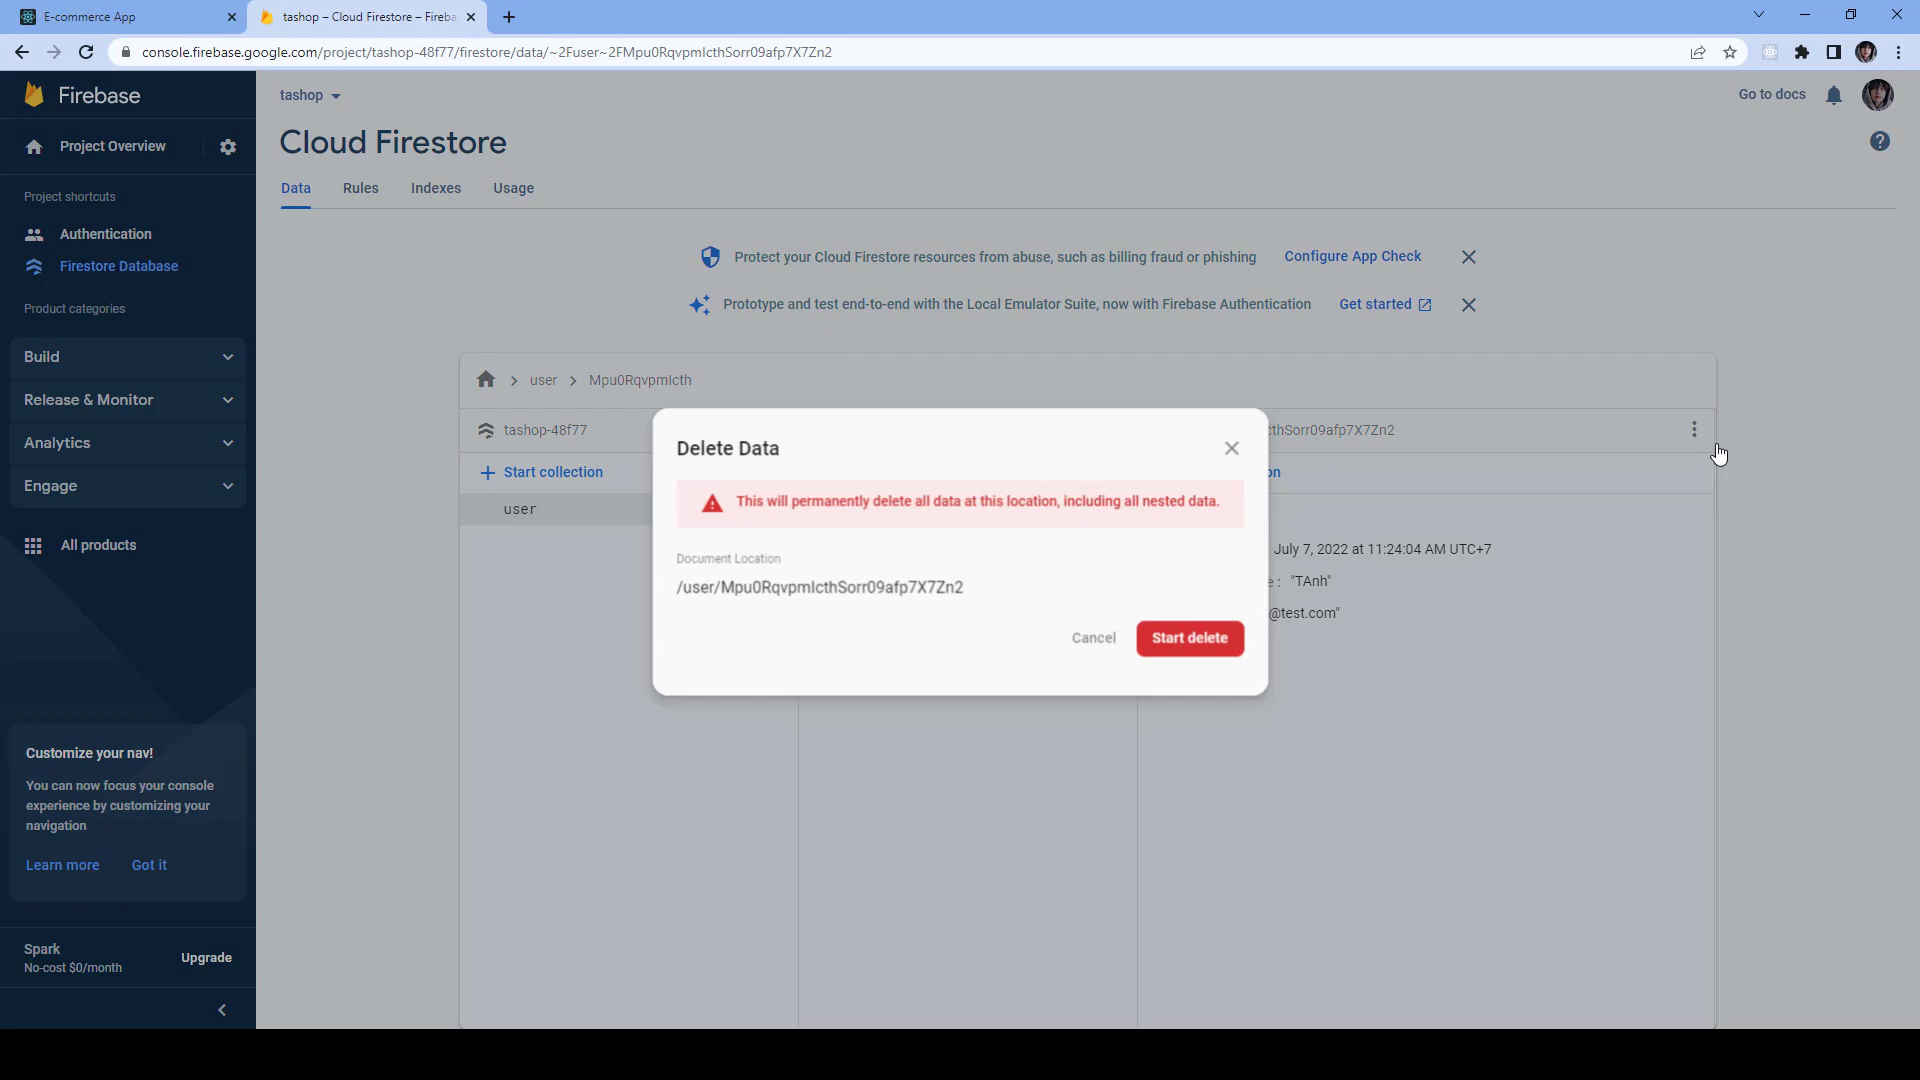 E-commerce App
tashop – Cloud Firestore – Fireba
console.firebase.google.com/project/tashop-48f77/firestore/data/~2Fuser~2FMpu0RqvpmIcthSorr09afp7X7Zn2
Firebase
tashop
Go to docs
Project Overview
Cloud Firestore
Project shortcuts
Data
Rules
Indexes
Usage
Authentication
Firestore Database
Protect your Cloud Firestore resources from abuse, such as billing fraud or phishing
Configure App Check
Product categories
Prototype and test end-to-end with the Local Emulator Suite, now with Firebase Authentication
Get started
Build
Release & Monitor
Analytics
Engage
All products
user
Mpu0RqvpmIcth
tashop-48f77
cthSorr09afp7X7Zn2
Start collection
on
user
Delete Data
This will permanently delete all data at this location, including all nested data.
Document Location
/user/Mpu0RqvpmIcthSorr09afp7X7Zn2
Cancel
Start delete
July 7, 2022 at 11:24:04 AM UTC+7
e : "TAnh"
@test.com"
Customize your nav!
You can now focus your console
experience by customizing your
navigation
Learn more
Got it
Spark
No-cost $0/month
Upgrade